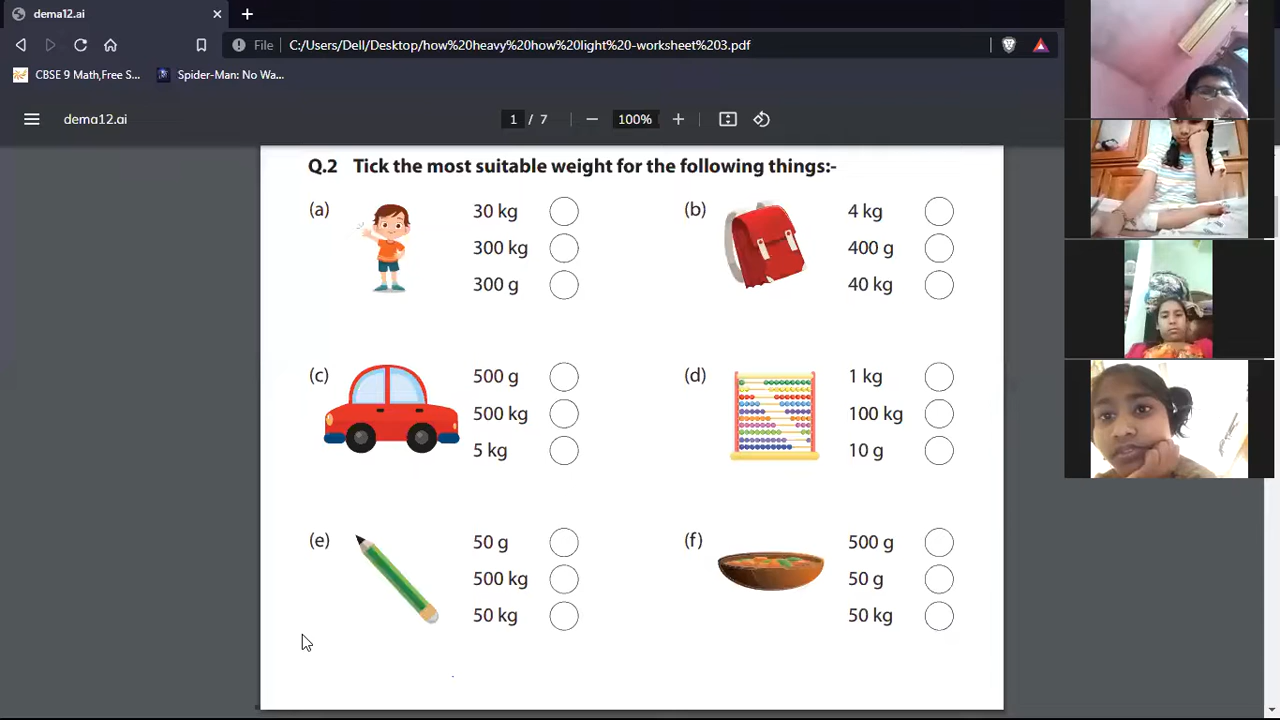 dema12.ai
File C:/Users/Dell/Desktop/how%20heavy%20how%20light%20-worksheet%203.pdf
CBSE 9 Math,Free S... Spider-Man: No Wa...
dema12.ai 1 / 7 100%
Q.2 Tick the most suitable weight for the following things:-
(a) 30 kg
300 kg
300 g
(b) 4 kg
400 g
40 kg
(c) 500 g
500 kg
5 kg
(d) 1 kg
100 kg
10 g
(e) 50 g
500 kg
50 kg
(f) 500 g
50 g
50 kg